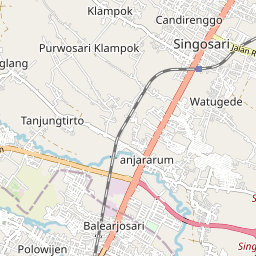 Klampok
Candirenggo
Singosari
Jalan R
Purwosari Klampok
glang
Watugede
Tanjungtirto
anjararum
Sing
Balearjosari
Polowijen